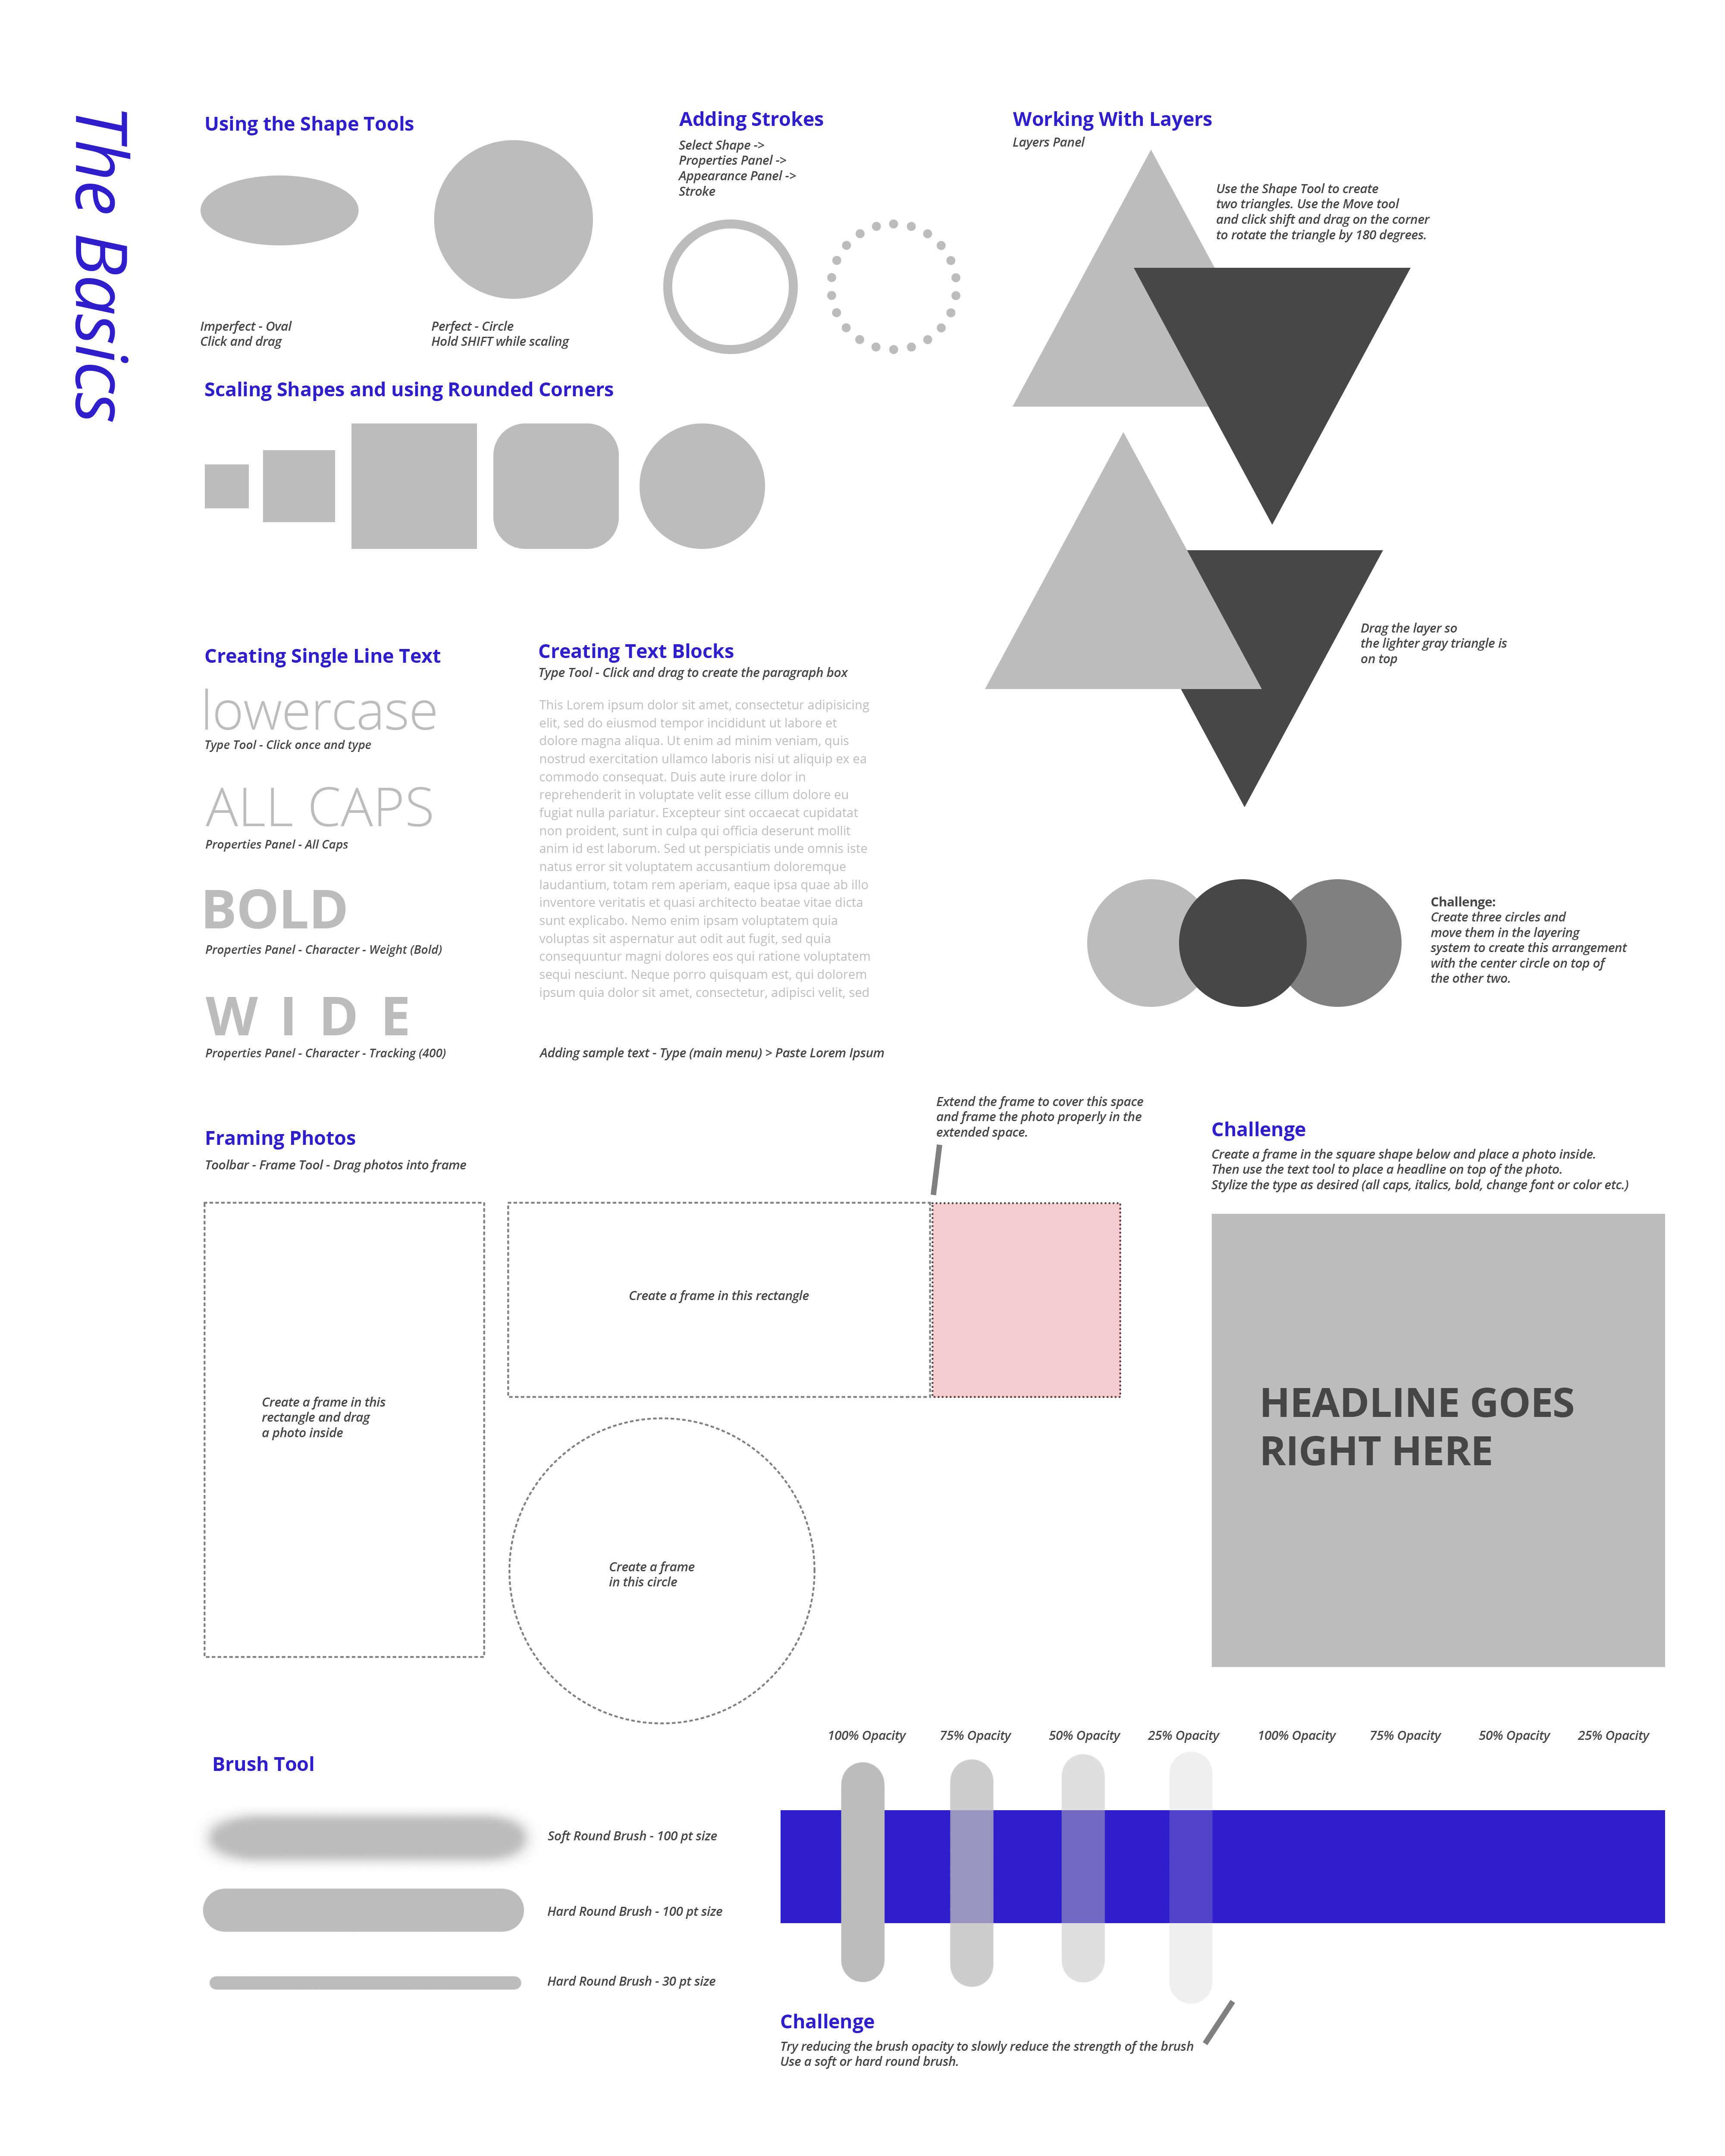 The Basics
Using the Shape Tools
Imperfect - Oval
Click and drag
Perfect - Circle
Hold SHIFT while scaling
Adding Strokes
Select Shape ->
Properties Panel ->
Appearance Panel ->
Stroke
Working With Layers
Layers Panel
Use the Shape Tool to create
two triangles. Use the Move tool
and click shift and drag on the corner
to rotate the triangle by 180 degrees.
Scaling Shapes and using Rounded Corners
Drag the layer so
the lighter gray triangle is
on top
Creating Single Line Text
lowercase
Type Tool - Click once and type
ALL CAPS
Properties Panel - All Caps
BOLD
Properties Panel - Character - Weight (Bold)
W I D E
Properties Panel - Character - Tracking (400)
Creating Text Blocks
Type Tool - Click and drag to create the paragraph box
This Lorem ipsum dolor sit amet, consectetur adipisicing
elit, sed do eiusmod tempor incididunt ut labore et
dolore magna aliqua. Ut enim ad minim veniam, quis
nostrud exercitation ullamco laboris nisi ut aliquip ex ea
commodo consequat. Duis aute irure dolor in
reprehenderit in voluptate velit esse cillum dolore eu
fugiat nulla pariatur. Excepteur sint occaecat cupidatat
non proident, sunt in culpa qui officia deserunt mollit
anim id est laborum. Sed ut perspiciatis unde omnis iste
natus error sit voluptatem accusantium doloremque
laudantium, totam rem aperiam, eaque ipsa quae ab illo
inventore veritatis et quasi architecto beatae vitae dicta
sunt explicabo. Nemo enim ipsam voluptatem quia
voluptas sit aspernatur aut odit aut fugit, sed quia
consequuntur magni dolores eos qui ratione voluptatem
sequi nesciunt. Neque porro quisquam est, qui dolorem
ipsum quia dolor sit amet, consectetur, adipisci velit, sed
Adding sample text - Type (main menu) > Paste Lorem Ipsum
Challenge:
Create three circles and
move them in the layering
system to create this arrangement
with the center circle on top of
the other two.
Framing Photos
Toolbar - Frame Tool - Drag photos into frame
Extend the frame to cover this space
and frame the photo properly in the
extended space.
Create a frame in this
rectangle and drag
a photo inside
Create a frame in this rectangle
Create a frame
in this circle
Challenge
Create a frame in the square shape below and place a photo inside.
Then use the text tool to place a headline on top of the photo.
Stylize the type as desired (all caps, italics, bold, change font or color etc.)
HEADLINE GOES
RIGHT HERE
Brush Tool
Soft Round Brush - 100 pt size
Hard Round Brush - 100 pt size
Hard Round Brush - 30 pt size
100% Opacity 75% Opacity 50% Opacity 25% Opacity 100% Opacity 75% Opacity 50% Opacity 25% Opacity
Challenge
Try reducing the brush opacity to slowly reduce the strength of the brush
Use a soft or hard round brush.